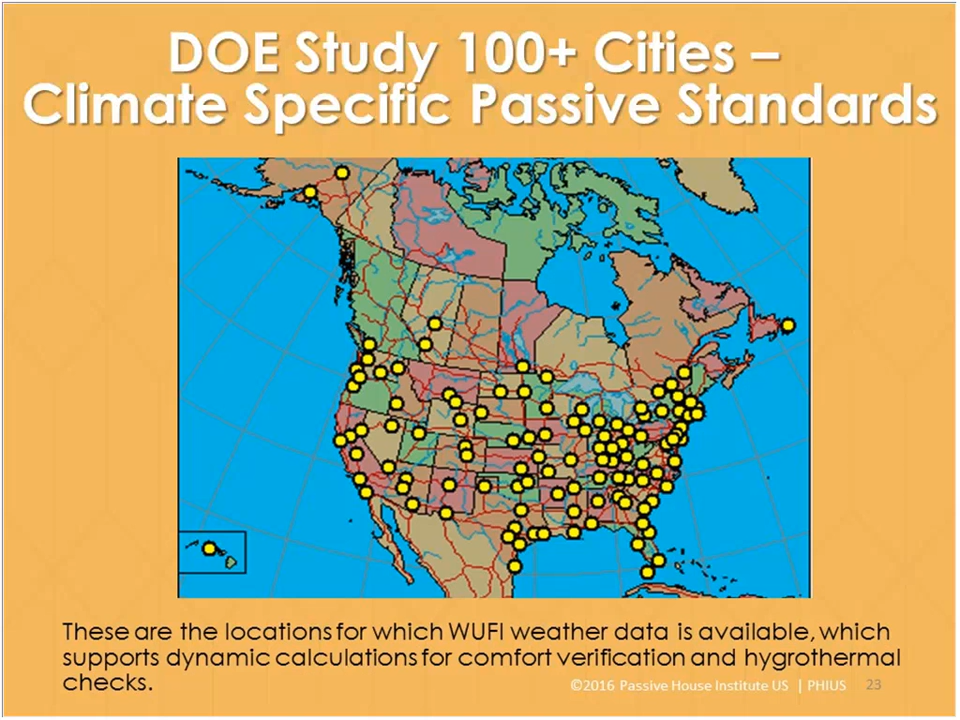 DOE Study 100+ Cities –
Climate Specific Passive Standards
These are the locations for which WUFI weather data is available, which
supports dynamic calculations for comfort verification and hygrothermal
checks.
©2016 Passive House Institute US | PHIUS 23